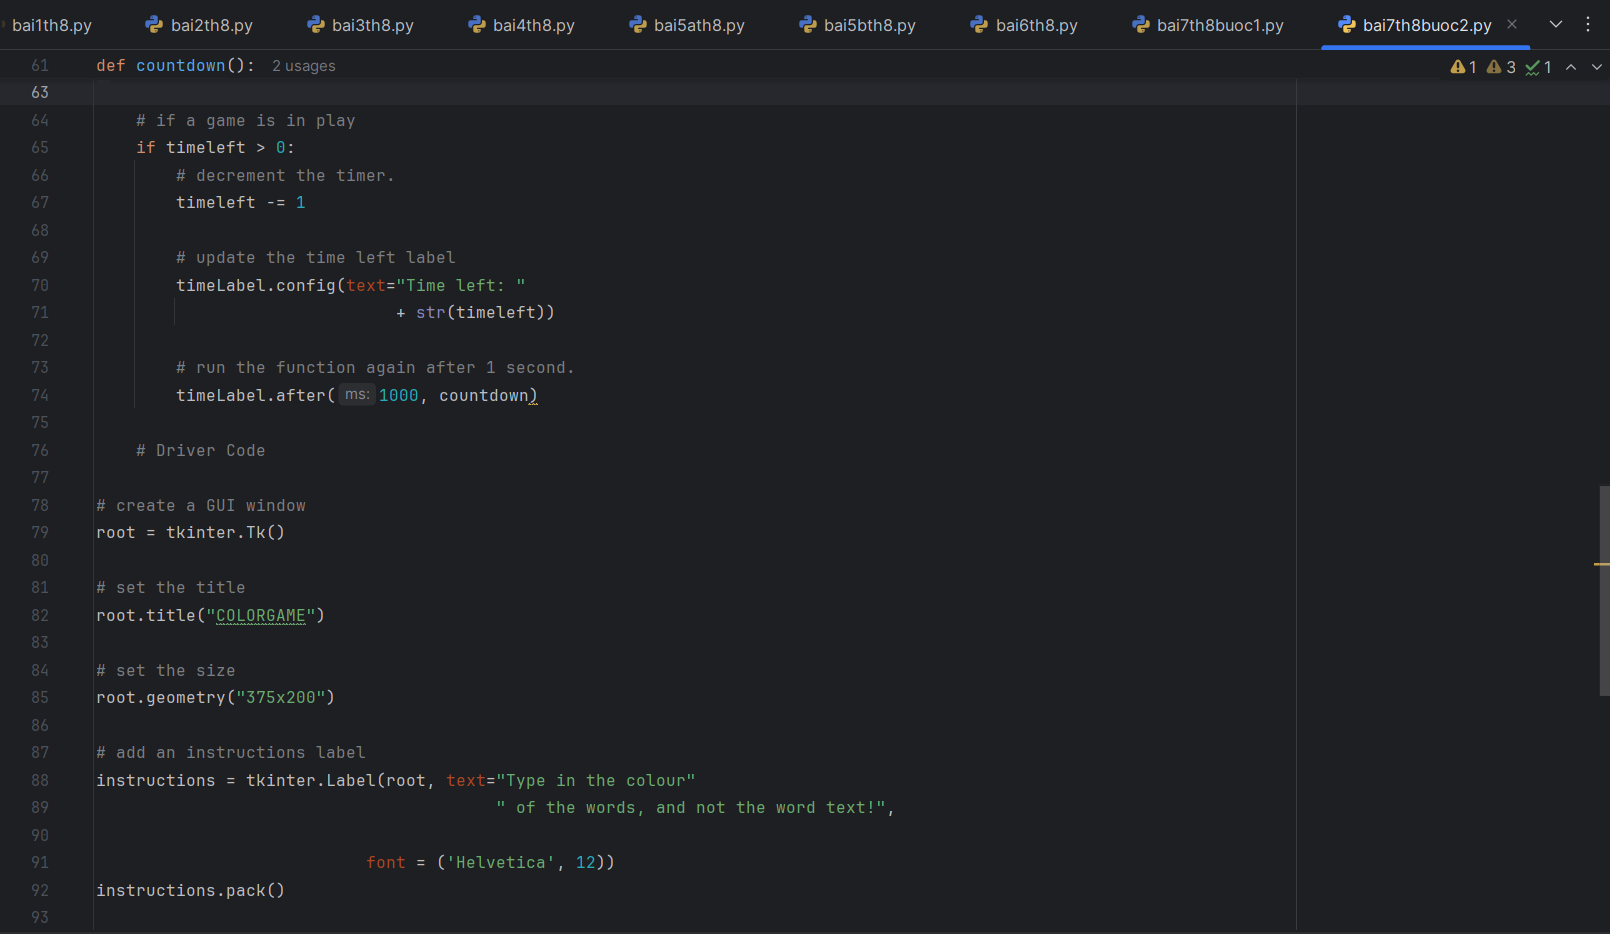 bai1th8.py bai2th8.py bai3th8.py bai4th8.py bai5ath8.py bai5bth8.py bai6th8.py bai7th8buoc1.py bai7th8buoc2.py
61 def countdown(): 2 usages 1 3 1
63
64 # if a game is in play
65 if timeleft > 0:
66 # decrement the timer.
67 timeleft -= 1
68
69 # update the time left label
70 timeLabel.config(text="Time left: "
71 + str(timeleft))
72
73 # run the function again after 1 second.
74 timeLabel.after(ms: 1000, countdown)
75
76 # Driver Code
77
78 # create a GUI window
79 root = tkinter.Tk()
80
81 # set the title
82 root.title("COLORGAME")
83
84 # set the size
85 root.geometry("375x200")
86
87 # add an instructions label
88 instructions = tkinter.Label(root, text="Type in the colour"
89 " of the words, and not the word text!",
90
91 font = ('Helvetica', 12))
92 instructions.pack()
93